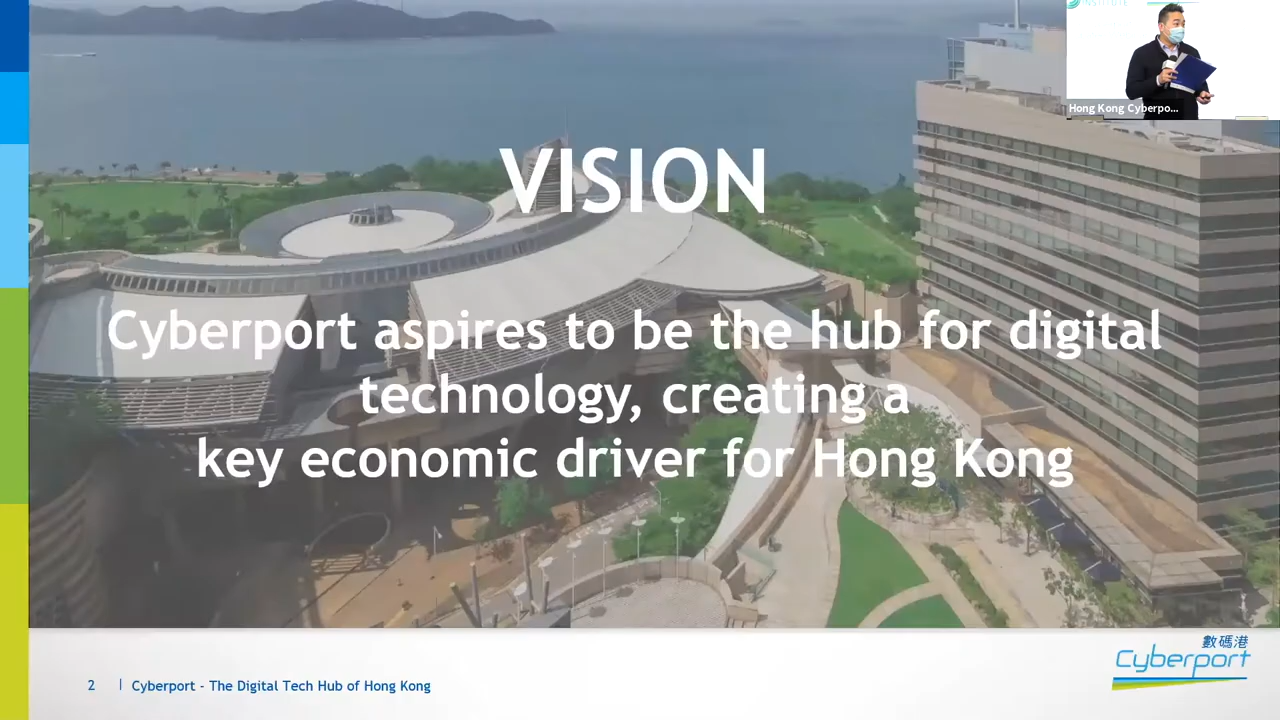 INSTITUTE
Hong Kong Cyberpo...
VISION
Cyberport aspires to be the hub for digital
technology, creating a
key economic driver for Hong Kong
數碼港
Cyberport
2 | Cyberport - The Digital Tech Hub of Hong Kong